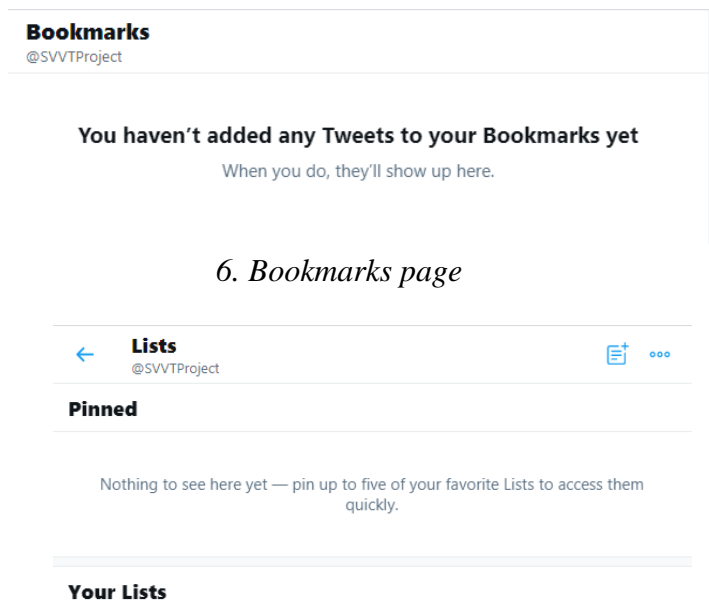 Bookmarks
@SVVTProject
You haven’t added any Tweets to your Bookmarks yet
When you do, they’ll show up here.
6. Bookmarks page
Lists
@SVVTProject
Pinned
Nothing to see here yet — pin up to five of your favorite Lists to access them
quickly.
Your Lists